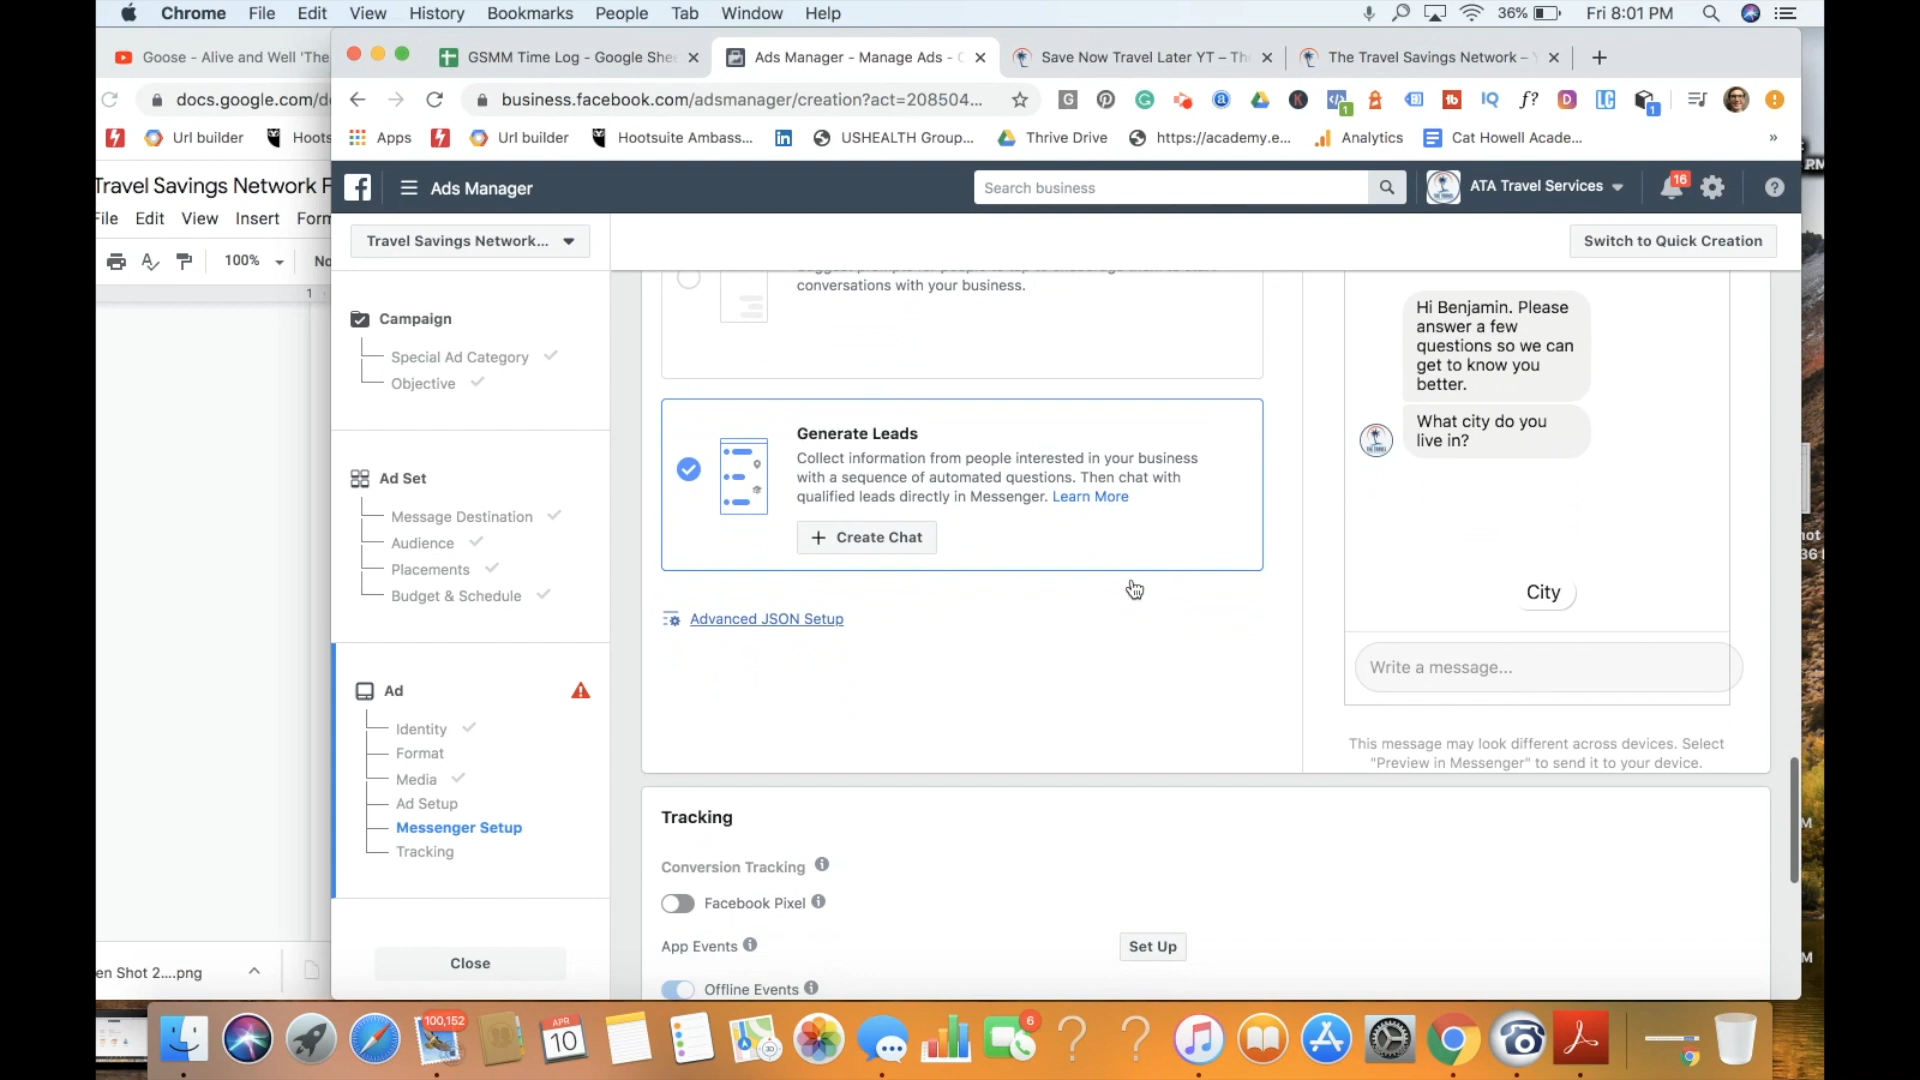 Chrome File Edit View History Bookmarks People Tab Window Help 36% Fri 8:01 PM
Goose - Alive and Well 'The
GSMM Time Log - Google She
Ads Manager - Manage Ads -
Save Now Travel Later YT – Th
The Travel Savings Network –
docs.google.com/d
business.facebook.com/adsmanager/creation?act=208504...
Url builder
Hoots
Apps
Url builder
Hootsuite Ambass...
USHEALTH Group...
Thrive Drive
https://academy.e...
Analytics
Cat Howell Acade...
»
Travel Savings Network F
File Edit View Insert Form
100%
No
1
Ads Manager
Search business
ATA Travel Services
16
Travel Savings Network...
Switch to Quick Creation
Campaign
Special Ad Category
Objective
Ad Set
Message Destination
Audience
Placements
Budget & Schedule
Ad
Identity
Format
Media
Ad Setup
Messenger Setup
Tracking
Close
conversations with your business.
Generate Leads
Collect information from people interested in your business
with a sequence of automated questions. Then chat with
qualified leads directly in Messenger. Learn More
+ Create Chat
Advanced JSON Setup
Hi Benjamin. Please
answer a few
questions so we can
get to know you
better.
What city do you
live in?
City
Write a message...
This message may look different across devices. Select
"Preview in Messenger" to send it to your device.
Tracking
Conversion Tracking
Facebook Pixel
App Events
Set Up
Offline Events
en Shot 2....png
100,152
APR
10
6